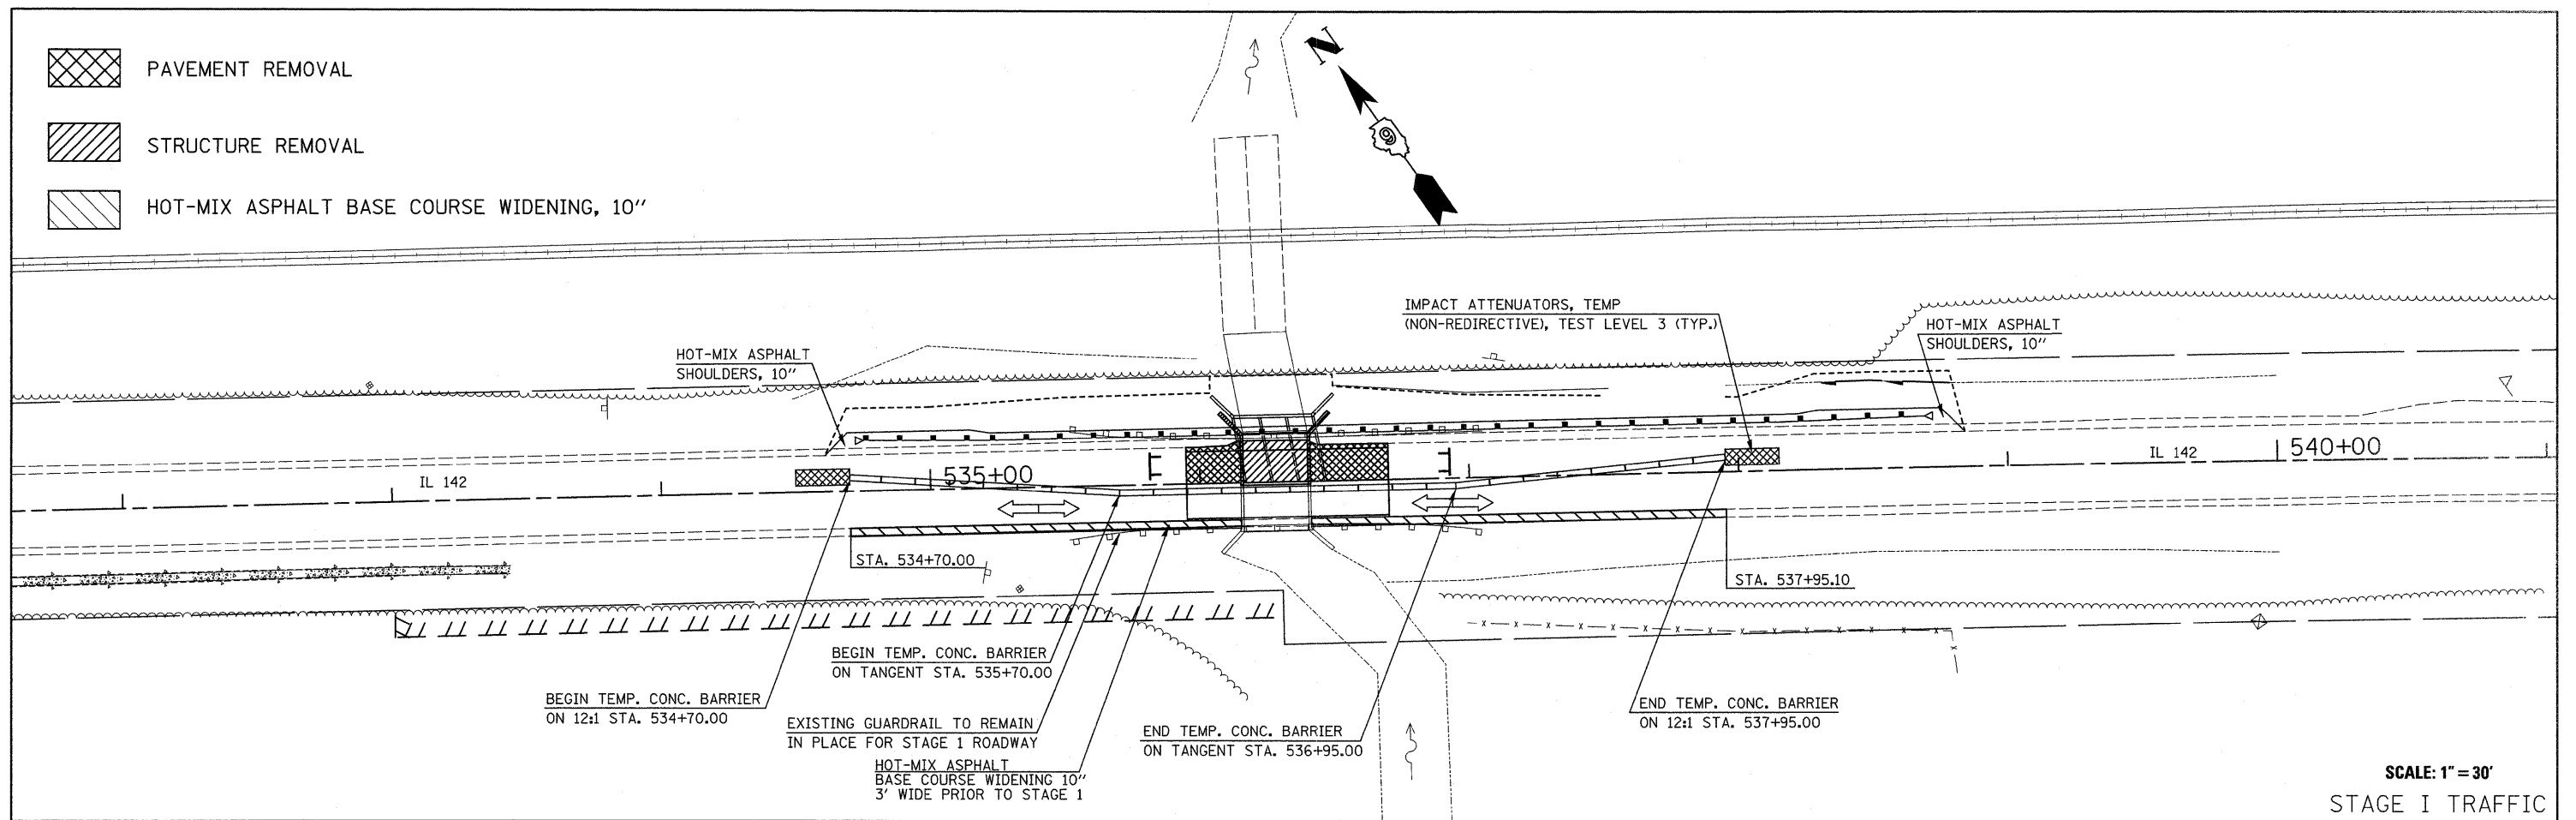 PAVEMENT REMOVAL
STRUCTURE REMOVAL
HOT-MIX ASPHALT BASE COURSE WIDENING, 10"
N
9
IMPACT ATTENUATORS, TEMP
(NON-REDIRECTIVE), TEST LEVEL 3 (TYP.)
HOT-MIX ASPHALT
SHOULDERS, 10"
HOT-MIX ASPHALT
SHOULDERS, 10"
IL 142
535+00
IL 142
540+00
STA. 534+70.00
STA. 537+95.10
BEGIN TEMP. CONC. BARRIER
ON TANGENT STA. 535+70.00
BEGIN TEMP. CONC. BARRIER
ON 12:1 STA. 534+70.00
EXISTING GUARDRAIL TO REMAIN
IN PLACE FOR STAGE 1 ROADWAY
HOT-MIX ASPHALT
BASE COURSE WIDENING 10"
3' WIDE PRIOR TO STAGE 1
END TEMP. CONC. BARRIER
ON TANGENT STA. 536+95.00
END TEMP. CONC. BARRIER
ON 12:1 STA. 537+95.00
SCALE: 1" = 30'
STAGE I TRAFFIC